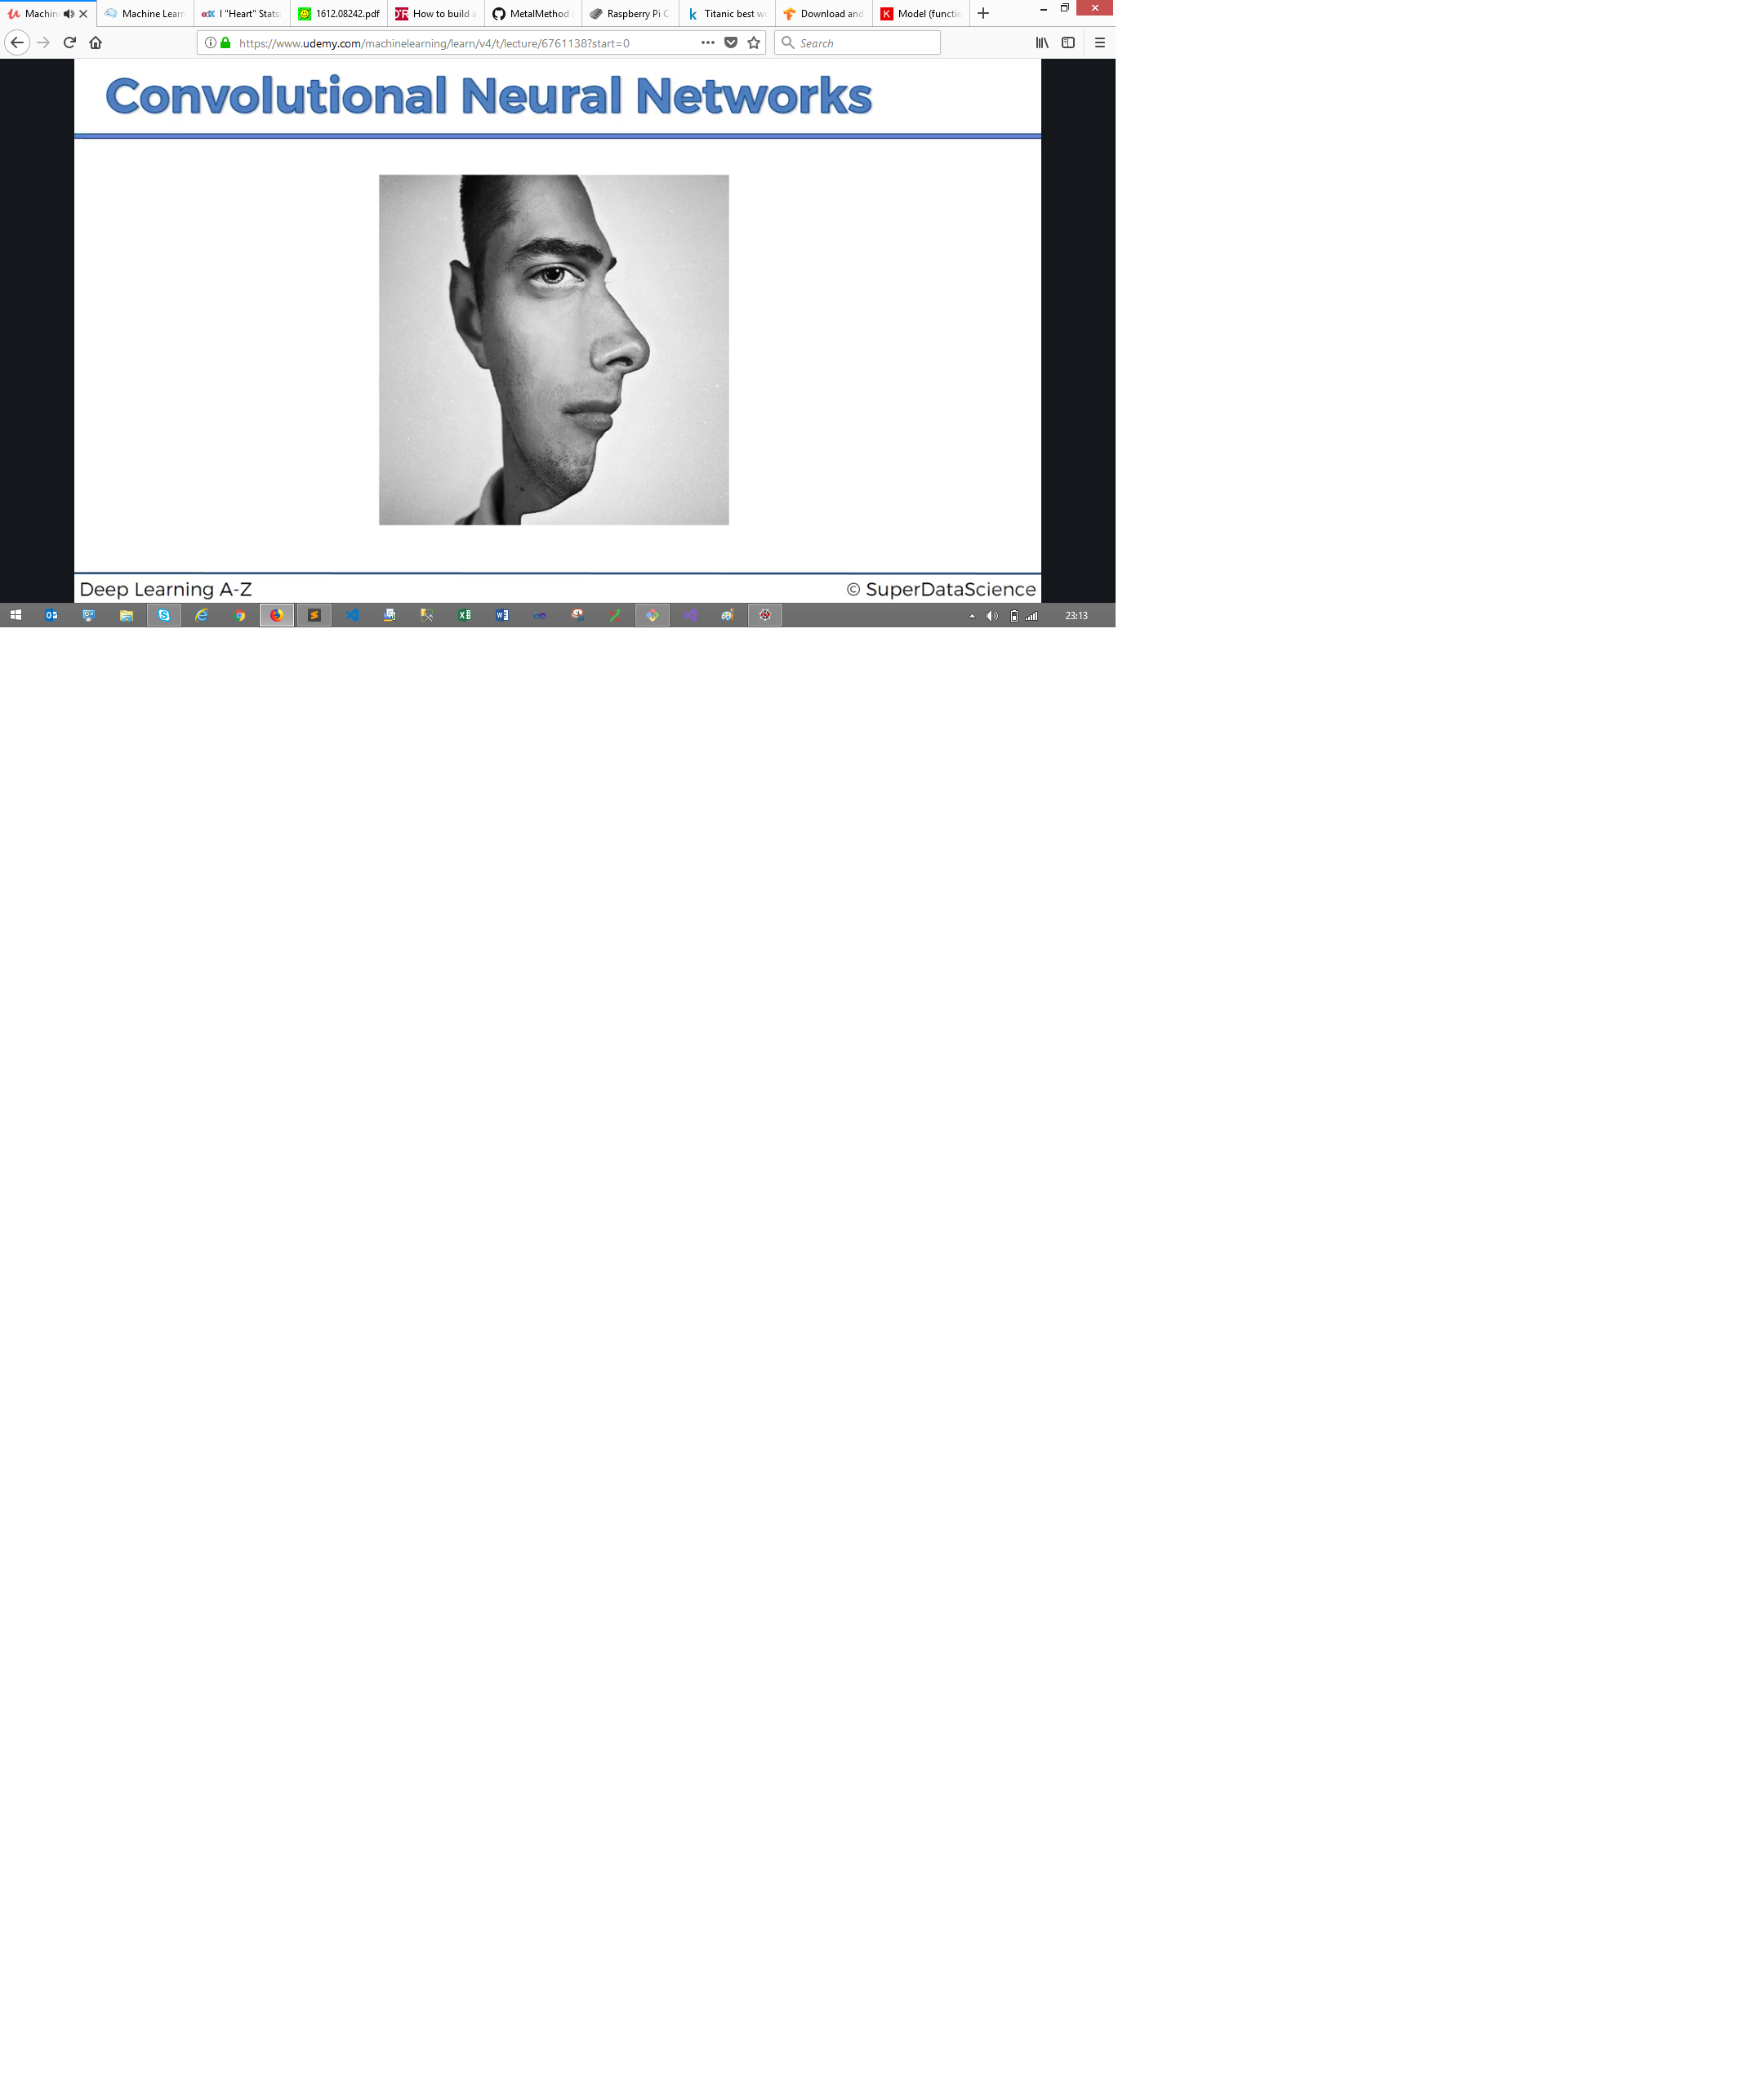 Machin
Machine Learn
edX I "Heart" Stats:
1612.08242.pdf
D'R How to build a
MetalMethod
Raspberry Pi C
k Titanic best wo
Download and
K Model (functio
https://www.udemy.com/machinelearning/learn/v4/t/lecture/6761138?start=0
Search
Convolutional Neural Networks
Deep Learning A-Z
© SuperDataScience
23:13